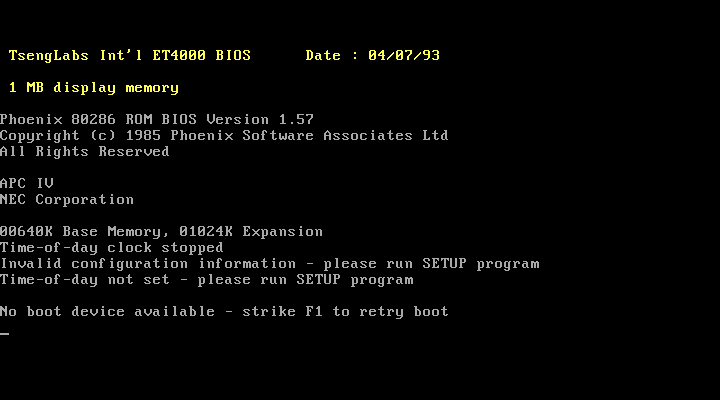 TsengLabs Int'l ET4000 BIOS      Date : 04/07/93
1 MB display memory
Phoenix 80286 ROM BIOS Version 1.57
Copyright (c) 1985 Phoenix Software Associates Ltd
All Rights Reserved
APC IV
NEC Corporation
00640K Base Memory, 01024K Expansion
Time-of-day clock stopped
Invalid configuration information - please run SETUP program
Time-of-day not set - please run SETUP program
No boot device available - strike F1 to retry boot